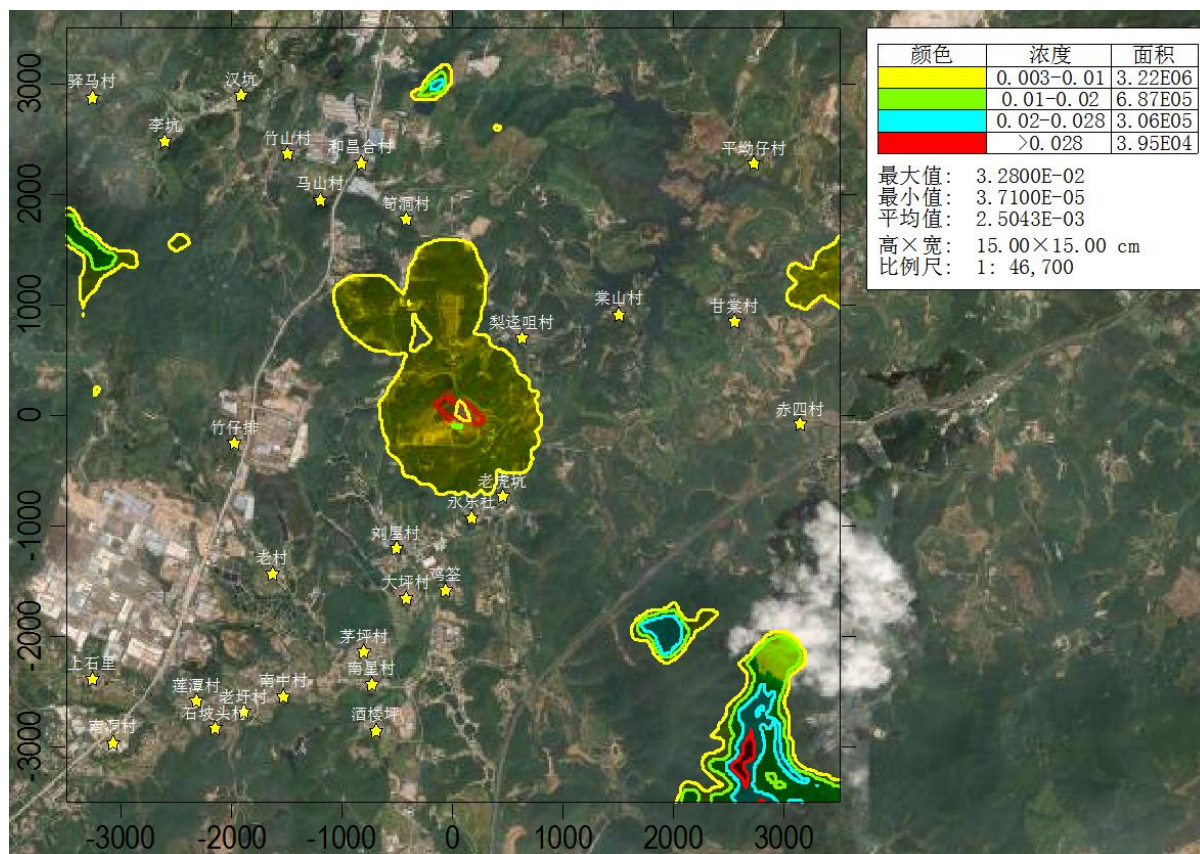 颜色 浓度 面积
0.003-0.01 3.22E06
0.01-0.02 6.87E05
0.02-0.028 3.06E05
>0.028 3.95E04
最大值: 3.2800E-02
最小值: 3.7100E-05
平均值: 2.5043E-03
高×宽: 15.00×15.00 cm
比例尺: 1: 46,700
3000
2000
1000
0
-1000
-2000
-3000
驿马村
汉坑
李坑
竹山村
和昌合村
平坳仔村
马山村
笱洞村
棠山村
甘棠村
梨迳咀村
赤四村
竹仔排
老虎坑
永乐社
刘屋村
老村
大坪村
鸡筌
茅坪村
上石里
南星村
莲潭村
南中村
老圩村
石坡头村
酒楼坪
南洞村
-3000 -2000 -1000 0 1000 2000 3000